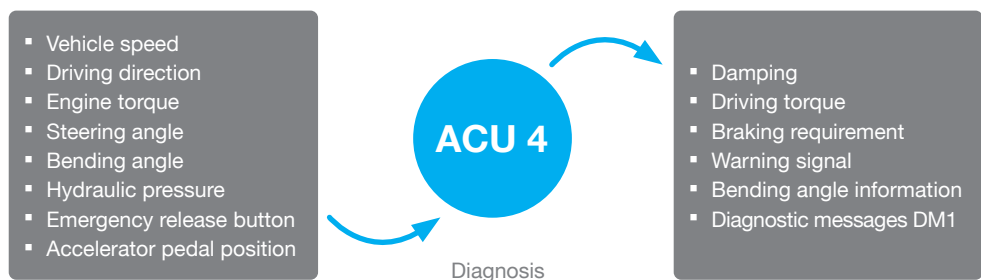 Vehicle speed
Driving direction
Engine torque
Steering angle
Bending angle
Hydraulic pressure
Emergency release button
Accelerator pedal position
ACU 4
Diagnosis
Damping
Driving torque
Braking requirement
Warning signal
Bending angle information
Diagnostic messages DM1